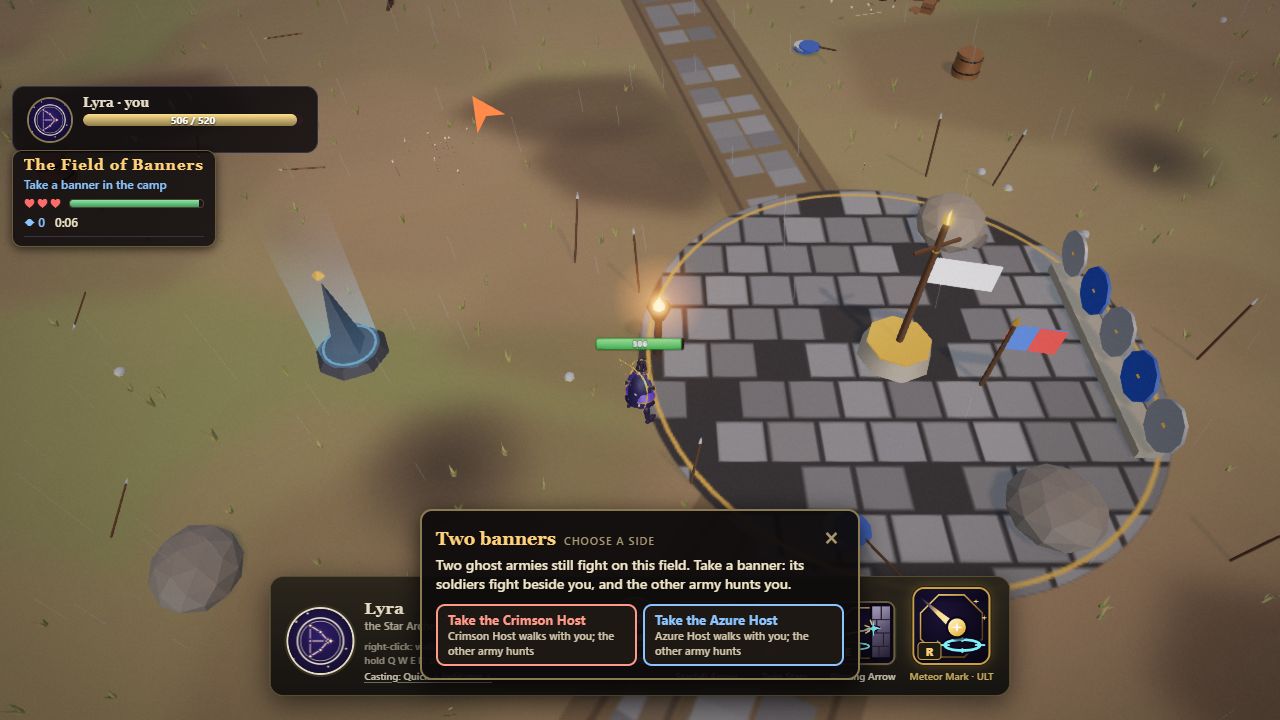 Lyra · you
506 / 520
The Field of Banners
Take a banner in the camp
0 0:06
506
Two banners CHOOSE A SIDE
Two ghost armies still fight on this field. Take a banner: its
soldiers fight beside you, and the other army hunts you.
Take the Crimson Host
Crimson Host walks with you; the
other army hunts
Take the Azure Host
Azure Host walks with you; the
other army hunts
Lyra
the Star
right-click:
hold Q W E
Casting:
Arrow
R
Meteor Mark · ULT